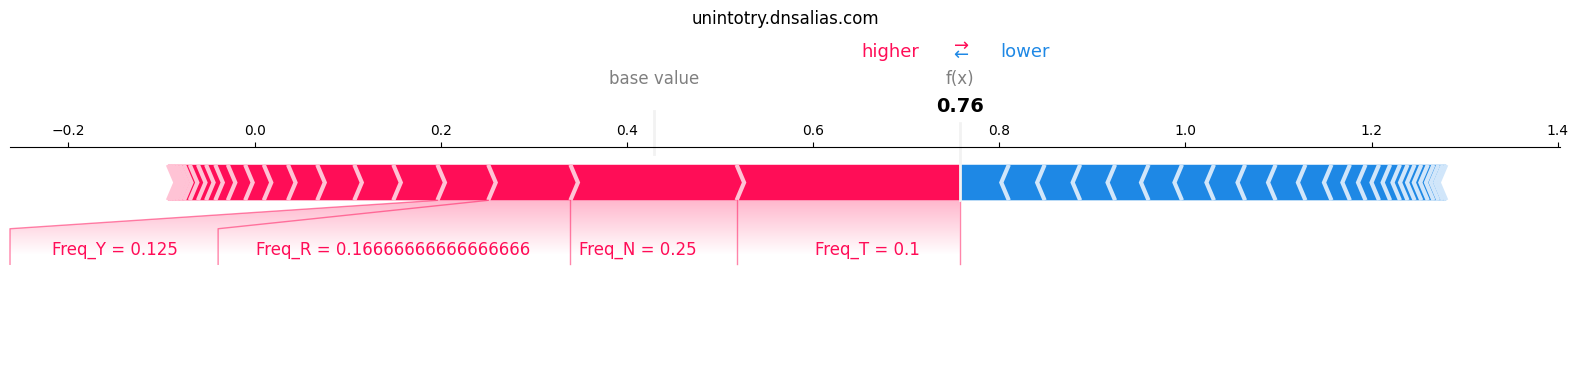 unintotry.dnsalias.com
higher → lower
←
base value f(x)
0.76
−0.2 0.0 0.2 0.4 0.6 0.8 1.0 1.2 1.4
Freq_Y = 0.125 Freq_R = 0.16666666666666666 Freq_N = 0.25 Freq_T = 0.1